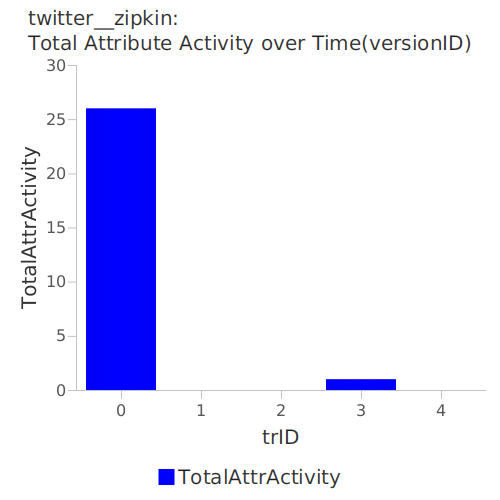 twitter__zipkin:
Total Attribute Activity over Time(versionID)
30
25
20
15
10
5
0
TotalAttrActivity
0 1 2 3 4
trID
TotalAttrActivity